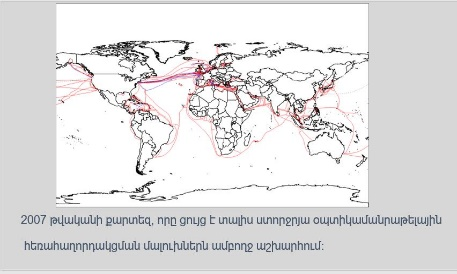 2007 թվականի քարտեզ, որը ցույց է տալիս ստորջրյա օպտիկամանրաթելային
հեռահաղորդակցման մալուխներն ամբողջ աշխարհում: